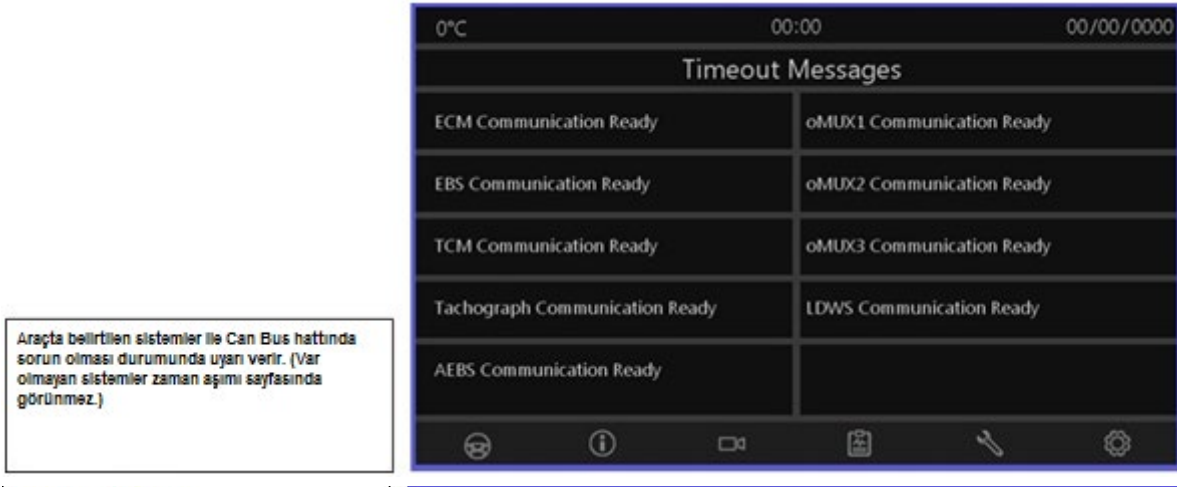 0°C 00:00 00/00/0000
Timeout Messages
ECM Communication Ready oMUX1 Communication Ready
EBS Communication Ready oMUX2 Communication Ready
TCM Communication Ready oMUX3 Communication Ready
Tachograph Communication Ready LDWS Communication Ready
AEBS Communication Ready
Araçta belirtilen sistemler ile Can Bus hattında
sorun olması durumunda uyarı verir. (Var
olmayan sistemler zaman aşımı sayfasında
görünmez.)